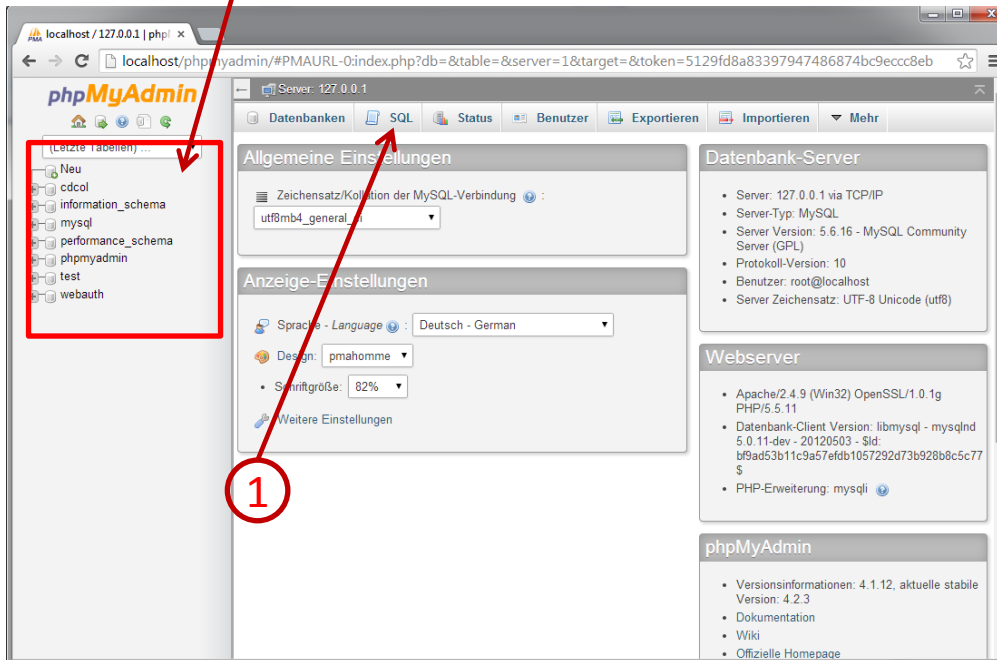 localhost / 127.0.0.1 | phpl
localhost/phpmyadmin/#PMAURL-0:index.php?db=&table=&server=1&target=&token=5129fd8a83397947486874bc9eccc8eb
phpMyAdmin
(Letzte Tabellen) ...
Neu
cdcol
information_schema
mysql
performance_schema
phpmyadmin
test
webauth
Server: 127.0.0.1
Datenbanken SQL Status Benutzer Exportieren Importieren Mehr
Allgemeine Einstellungen
Zeichensatz/Kollation der MySQL-Verbindung :
utf8mb4_general_ci
Anzeige-Einstellungen
Sprache - Language : Deutsch - German
Design: pmahomme
Schriftgröße: 82%
Weitere Einstellungen
1
Datenbank-Server
Server: 127.0.0.1 via TCP/IP
Server-Typ: MySQL
Server Version: 5.6.16 - MySQL Community
Server (GPL)
Protokoll-Version: 10
Benutzer: root@localhost
Server Zeichensatz: UTF-8 Unicode (utf8)
Webserver
Apache/2.4.9 (Win32) OpenSSL/1.0.1g
PHP/5.5.11
Datenbank-Client Version: libmysql - mysqlnd
5.0.11-dev - 20120503 - $Id:
bf9ad53b11c9a57efdb1057292d73b928b8c5c77
$
PHP-Erweiterung: mysqli
phpMyAdmin
Versionsinformationen: 4.1.12, aktuelle stabile
Version: 4.2.3
Dokumentation
Wiki
Offizielle Homepage